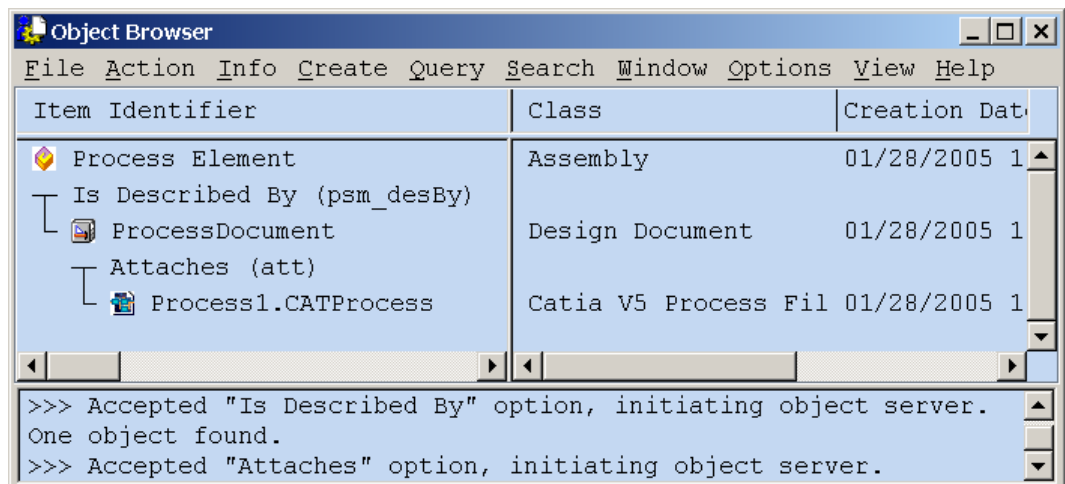 Object Browser
File Action Info Create Query Search Window Options View Help
Item Identifier Class Creation Dat
Process Element Assembly 01/28/2005 1
Is Described By (psm_desBy)
ProcessDocument Design Document 01/28/2005 1
Attaches (att)
Process1.CATProcess Catia V5 Process Fil 01/28/2005 1
>>> Accepted "Is Described By" option, initiating object server.
One object found.
>>> Accepted "Attaches" option, initiating object server.